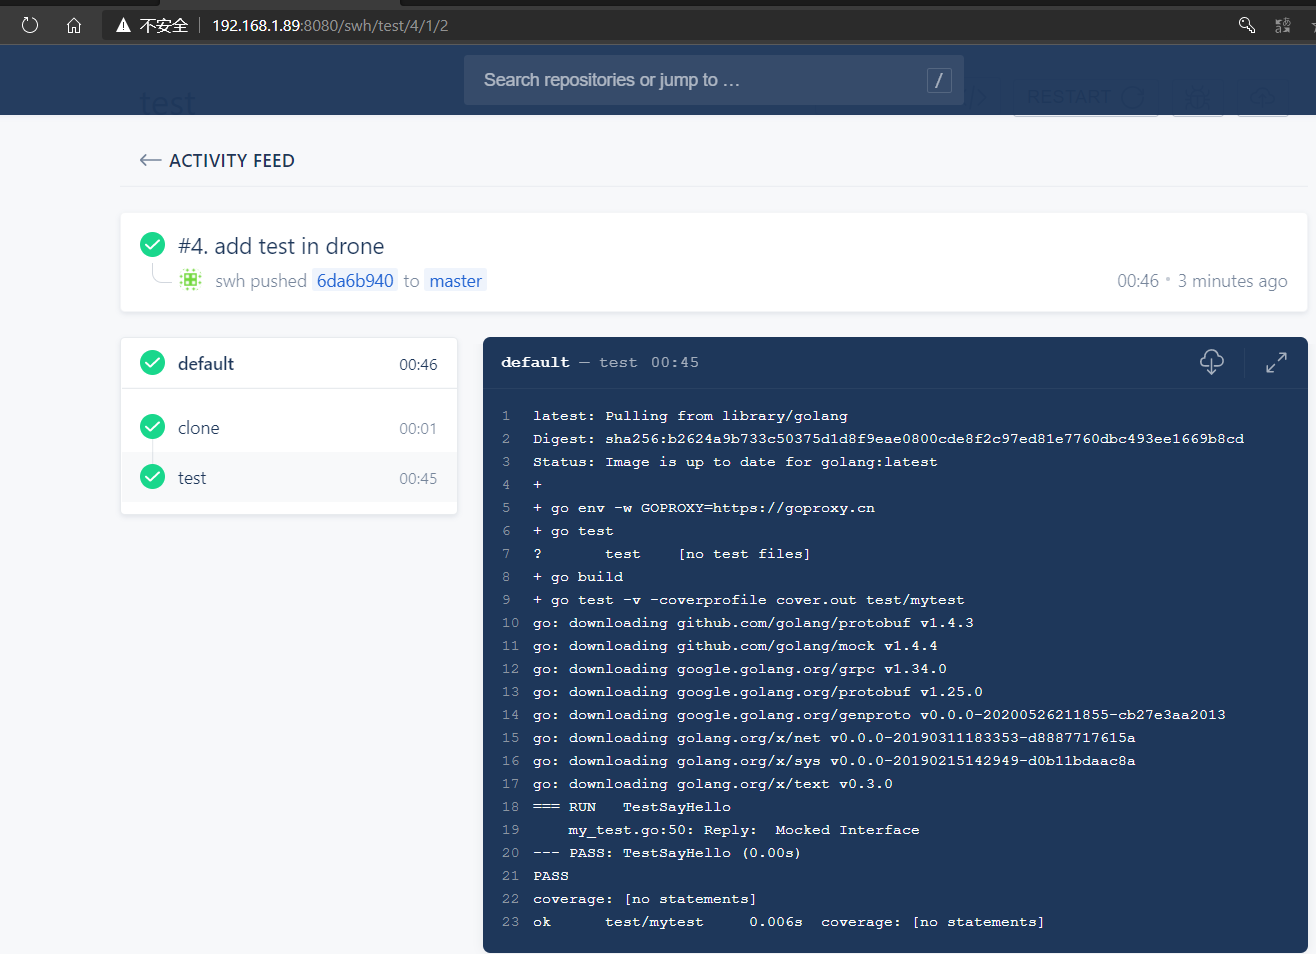 不安全 192.168.1.89:8080/swh/test/4/1/2
Search repositories or jump to …
/
test
RESTART
ACTIVITY FEED
#4. add test in drone
swh pushed 6da6b940 to master
00:46 • 3 minutes ago
default 00:46
clone 00:01
test 00:45
default — test 00:45
1 latest: Pulling from library/golang
2 Digest: sha256:b2624a9b733c50375d1d8f9eae0800cde8f2c97ed81e7760dbc493ee1669b8cd
3 Status: Image is up to date for golang:latest
4 +
5 + go env -w GOPROXY=https://goproxy.cn
6 + go test
7 ? test [no test files]
8 + go build
9 + go test -v -coverprofile cover.out test/mytest
10 go: downloading github.com/golang/protobuf v1.4.3
11 go: downloading github.com/golang/mock v1.4.4
12 go: downloading google.golang.org/grpc v1.34.0
13 go: downloading google.golang.org/protobuf v1.25.0
14 go: downloading google.golang.org/genproto v0.0.0-20200526211855-cb27e3aa2013
15 go: downloading golang.org/x/net v0.0.0-20190311183353-d8887717615a
16 go: downloading golang.org/x/sys v0.0.0-20190215142949-d0b11bdaac8a
17 go: downloading golang.org/x/text v0.3.0
18 === RUN TestSayHello
19 my_test.go:50: Reply: Mocked Interface
20 --- PASS: TestSayHello (0.00s)
21 PASS
22 coverage: [no statements]
23 ok test/mytest 0.006s coverage: [no statements]